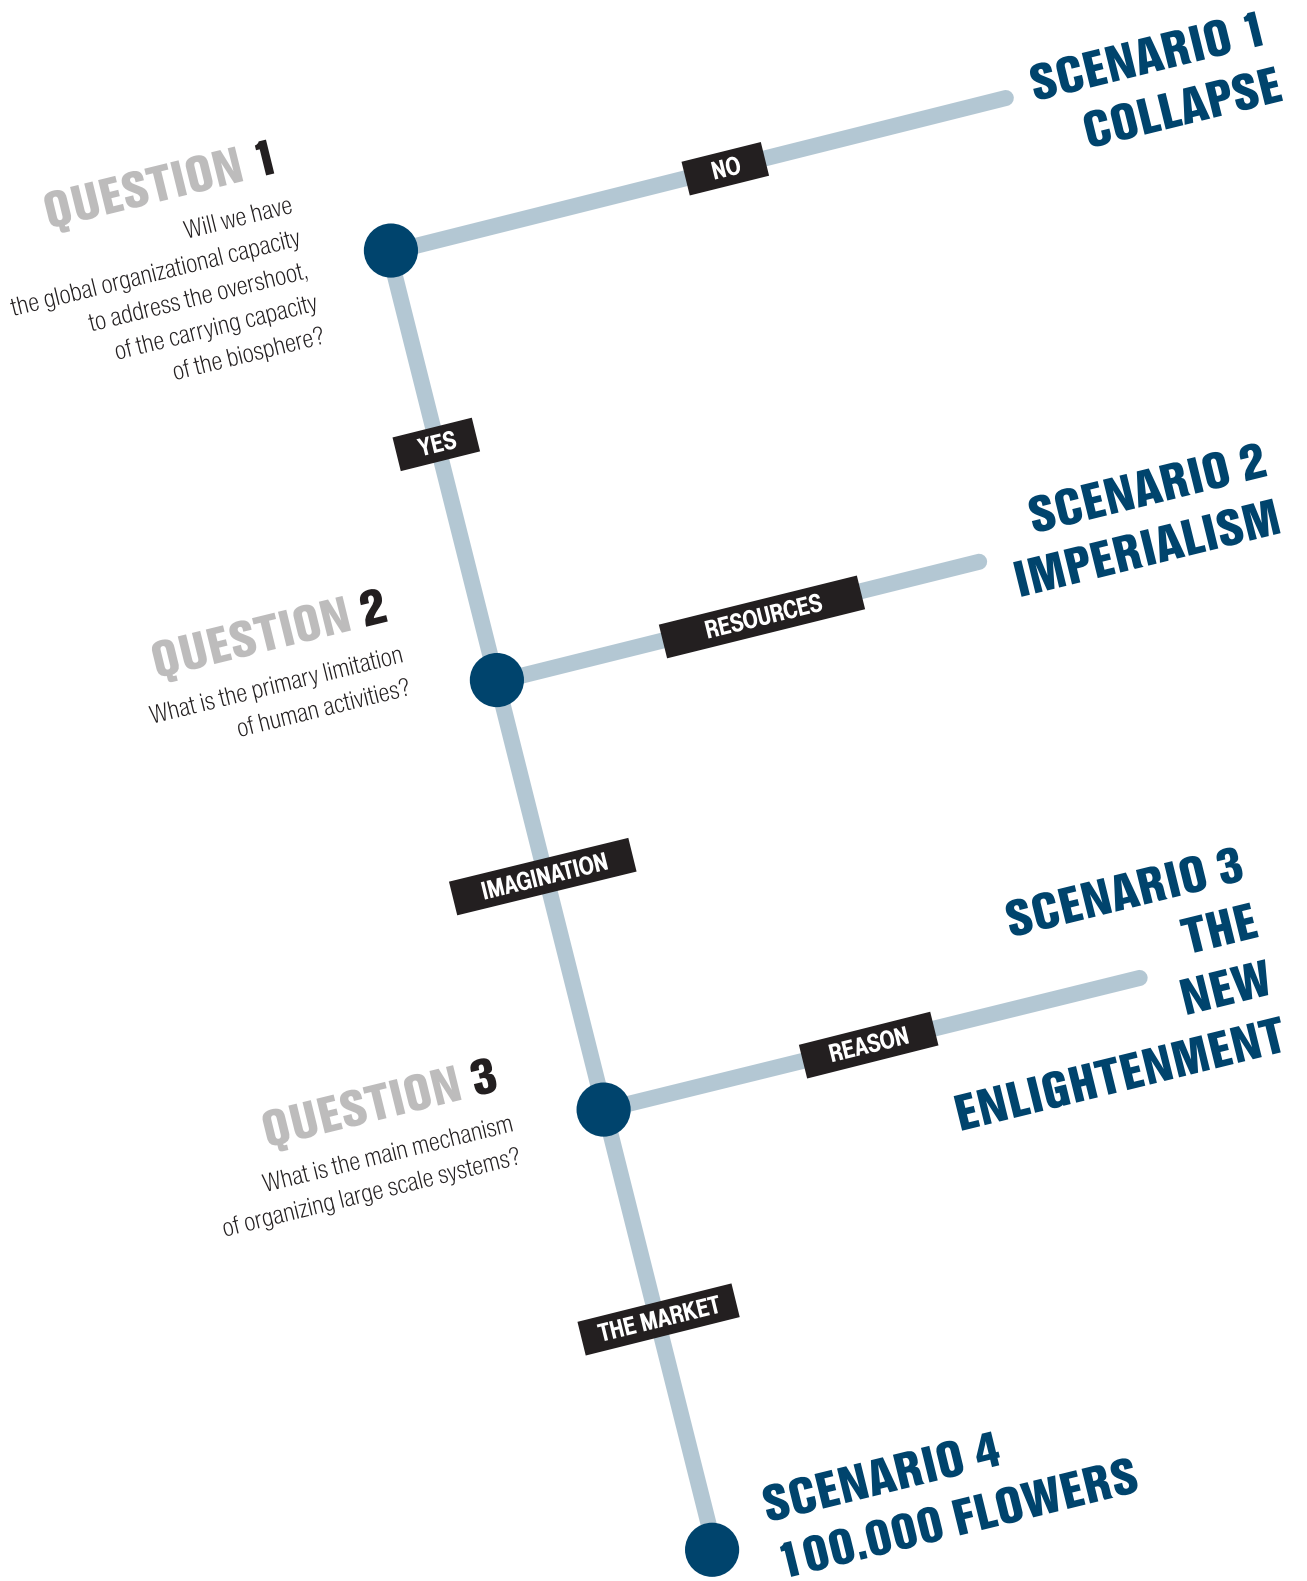 SCENARIO 1
COLLAPSE
NO
QUESTION 1
Will we have
the global organizational capacity
to address the overshoot,
of the carrying capacity
of the biosphere?
YES
SCENARIO 2
IMPERIALISM
RESOURCES
QUESTION 2
What is the primary limitation
of human activities?
IMAGINATION
SCENARIO 3
THE
NEW
ENLIGHTENMENT
REASON
QUESTION 3
What is the main mechanism
of organizing large scale systems?
THE MARKET
SCENARIO 4
100.000 FLOWERS